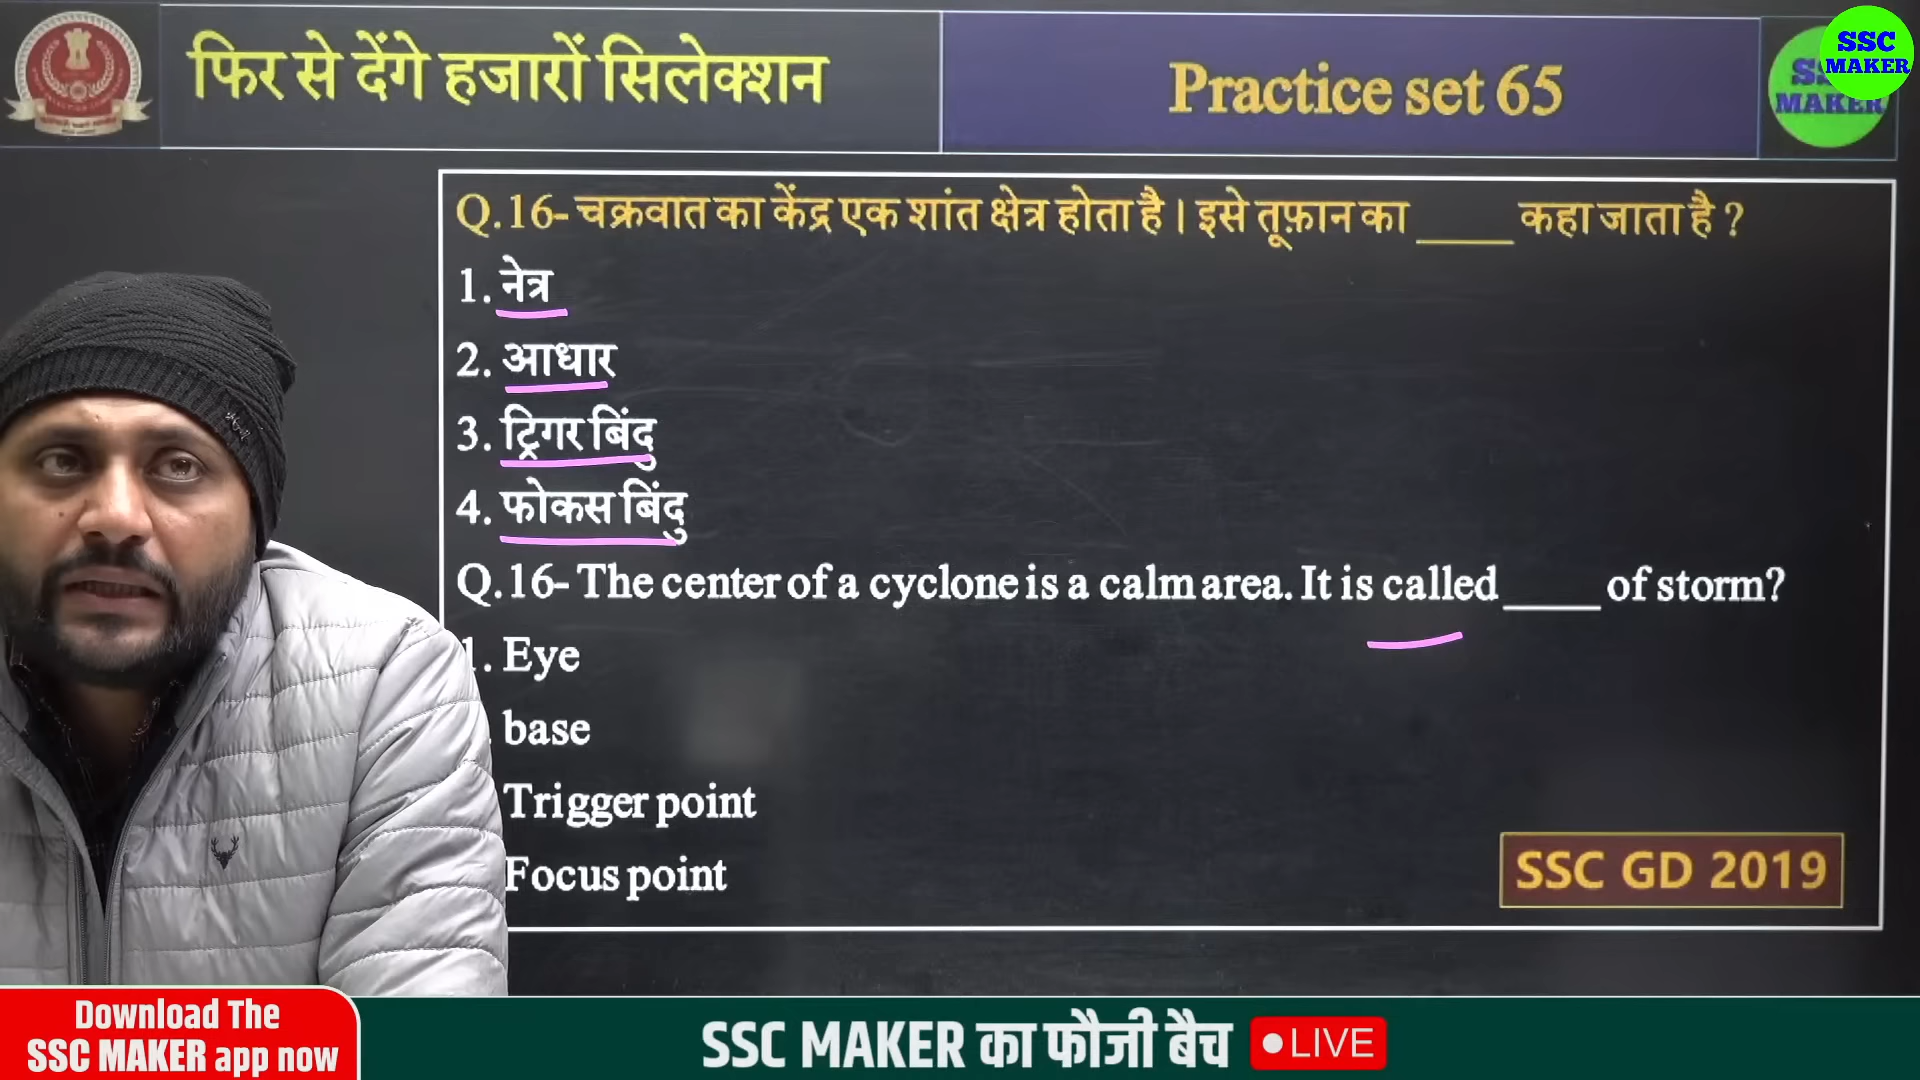 फिर से देंगे हजारों सिलेक्शन
Practice set 65
SSC
MAKER
MAKER
Q.16- चक्रवात का केंद्र एक शांत क्षेत्र होता है । इसे तूफ़ान का ____ कहा जाता है ?
1. नेत्र
2. आधार
3. ट्रिगर बिंदु
4. फोकस बिंदु
Q.16- The center of a cyclone is a calm area. It is called ____ of storm?
1. Eye
base
Trigger point
Focus point
SSC GD 2019
Download The
SSC MAKER app now
SSC MAKER का फौजी बैच
LIVE